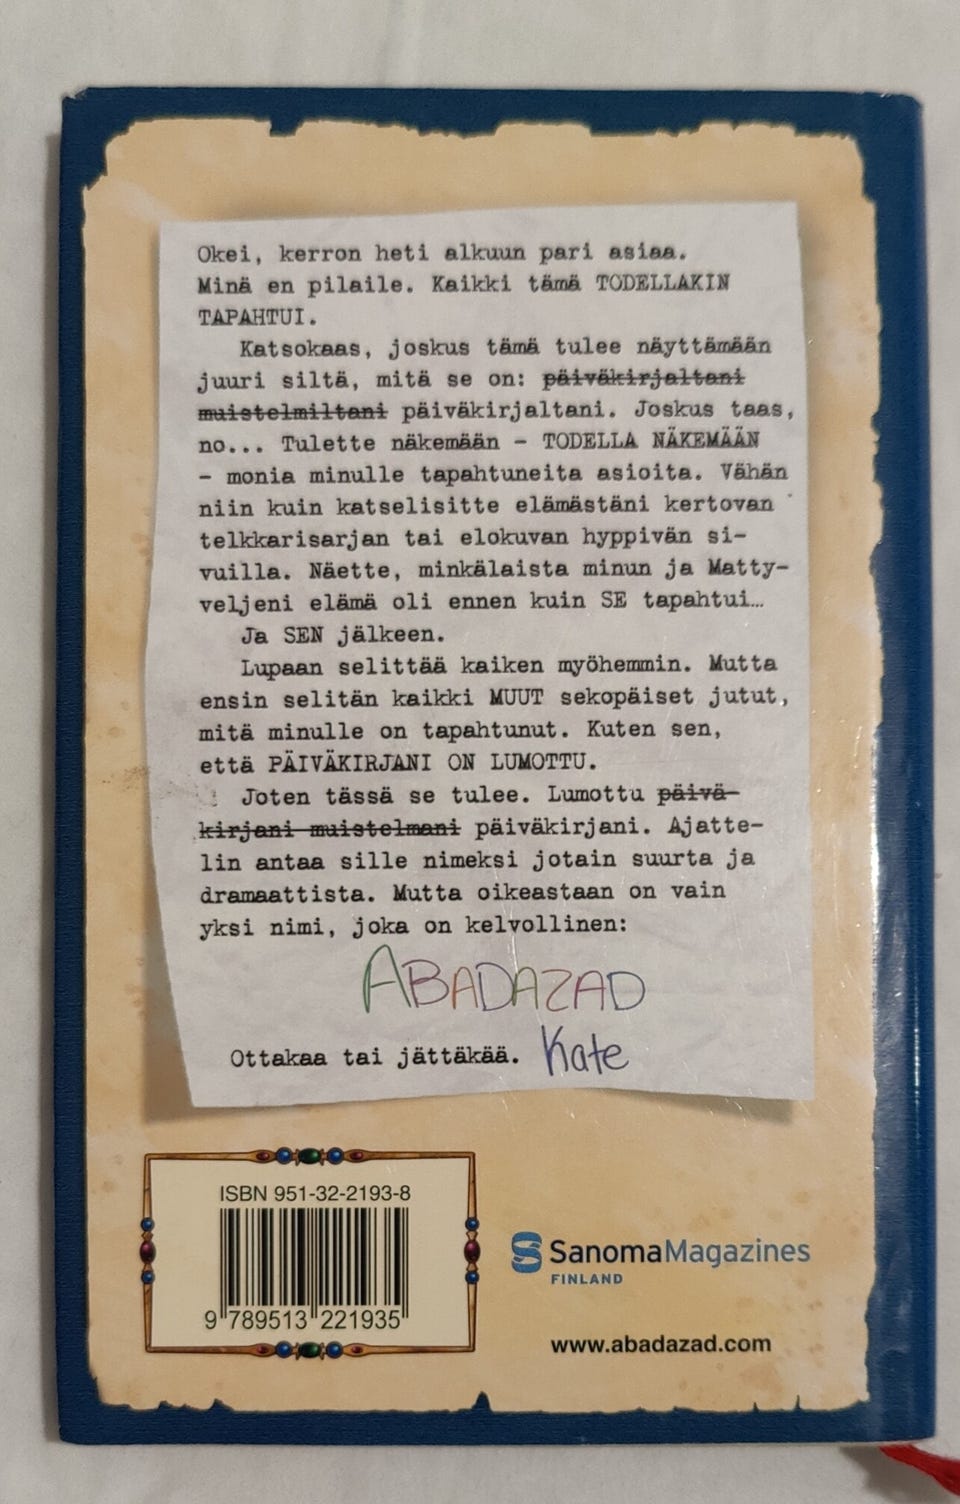 Okei, kerron heti alkuun pari asiaa.
Minä en pilaile. Kaikki tämä TODELLAKIN
TAPAHTUI.
Katsokaas, joskus tämä tulee näyttämään
juuri siltä, mitä se on: päiväkirjaltani
muistelmiltani päiväkirjaltani. Joskus taas,
no... Tulette näkemään – TODELLA NÄKEMÄÄN
– monia minulle tapahtuneita asioita. Vähän
niin kuin katselisitte elämästäni kertovan
telkkarisarjan tai elokuvan hyppivän si-
vuilla. Näette, minkälaista minun ja Matty-
veljeni elämä oli ennen kuin SE tapahtui…
Ja SEN jälkeen.
Lupaan selittää kaiken myöhemmin. Mutta
ensin selitän kaikki MUUT sekopäiset jutut,
mitä minulle on tapahtunut. Kuten sen,
että PÄIVÄKIRJANI ON LUMOTTU.
Joten tässä se tulee. Lumottu päivä-
kirjani muistelmani päiväkirjani. Ajatte-
lin antaa sille nimeksi jotain suurta ja
dramaattista. Mutta oikeastaan on vain
yksi nimi, joka on kelvollinen:
ABADAZAD
Ottakaa tai jättäkää. Kate
ISBN 951-32-2193-8
9 789513 221935
SanomaMagazines
FINLAND
www.abadazad.com